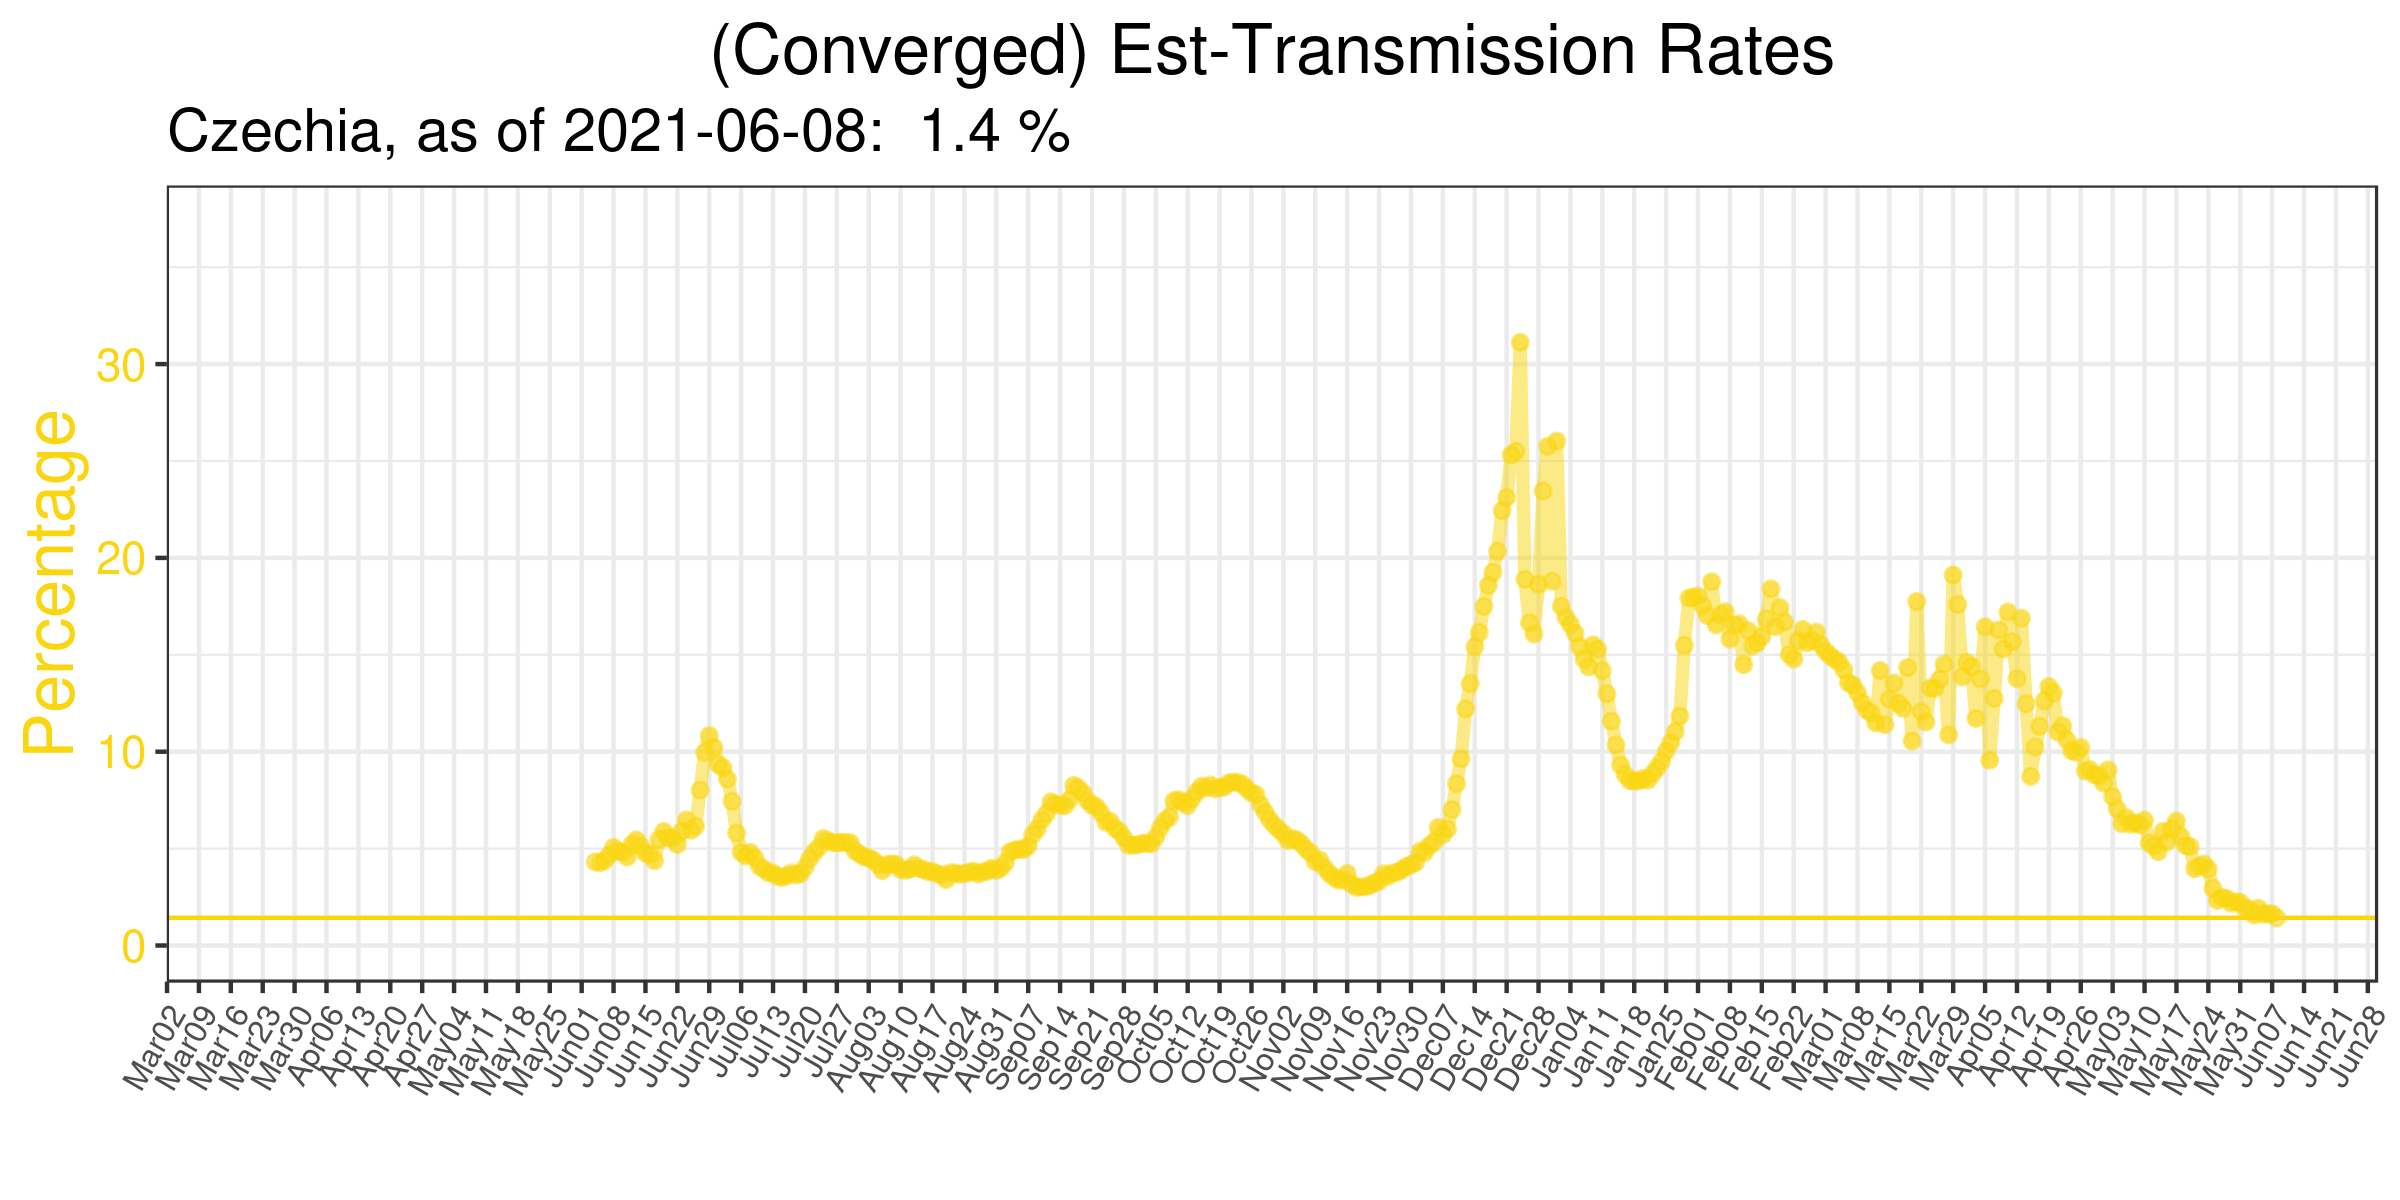 (Converged) Est-Transmission Rates
Czechia, as of 2021-06-08:  1.4 %
Percentage
30
20
10
0
Mar02
Mar09
Mar16
Mar23
Mar30
Apr06
Apr13
Apr20
Apr27
May04
May11
May18
May25
Jun01
Jun08
Jun15
Jun22
Jun29
Jul06
Jul13
Jul20
Jul27
Aug03
Aug10
Aug17
Aug24
Aug31
Sep07
Sep14
Sep21
Sep28
Oct05
Oct12
Oct19
Oct26
Nov02
Nov09
Nov16
Nov23
Nov30
Dec07
Dec14
Dec21
Dec28
Jan04
Jan11
Jan18
Jan25
Feb01
Feb08
Feb15
Feb22
Mar01
Mar08
Mar15
Mar22
Mar29
Apr05
Apr12
Apr19
Apr26
May03
May10
May17
May24
May31
Jun07
Jun14
Jun21
Jun28